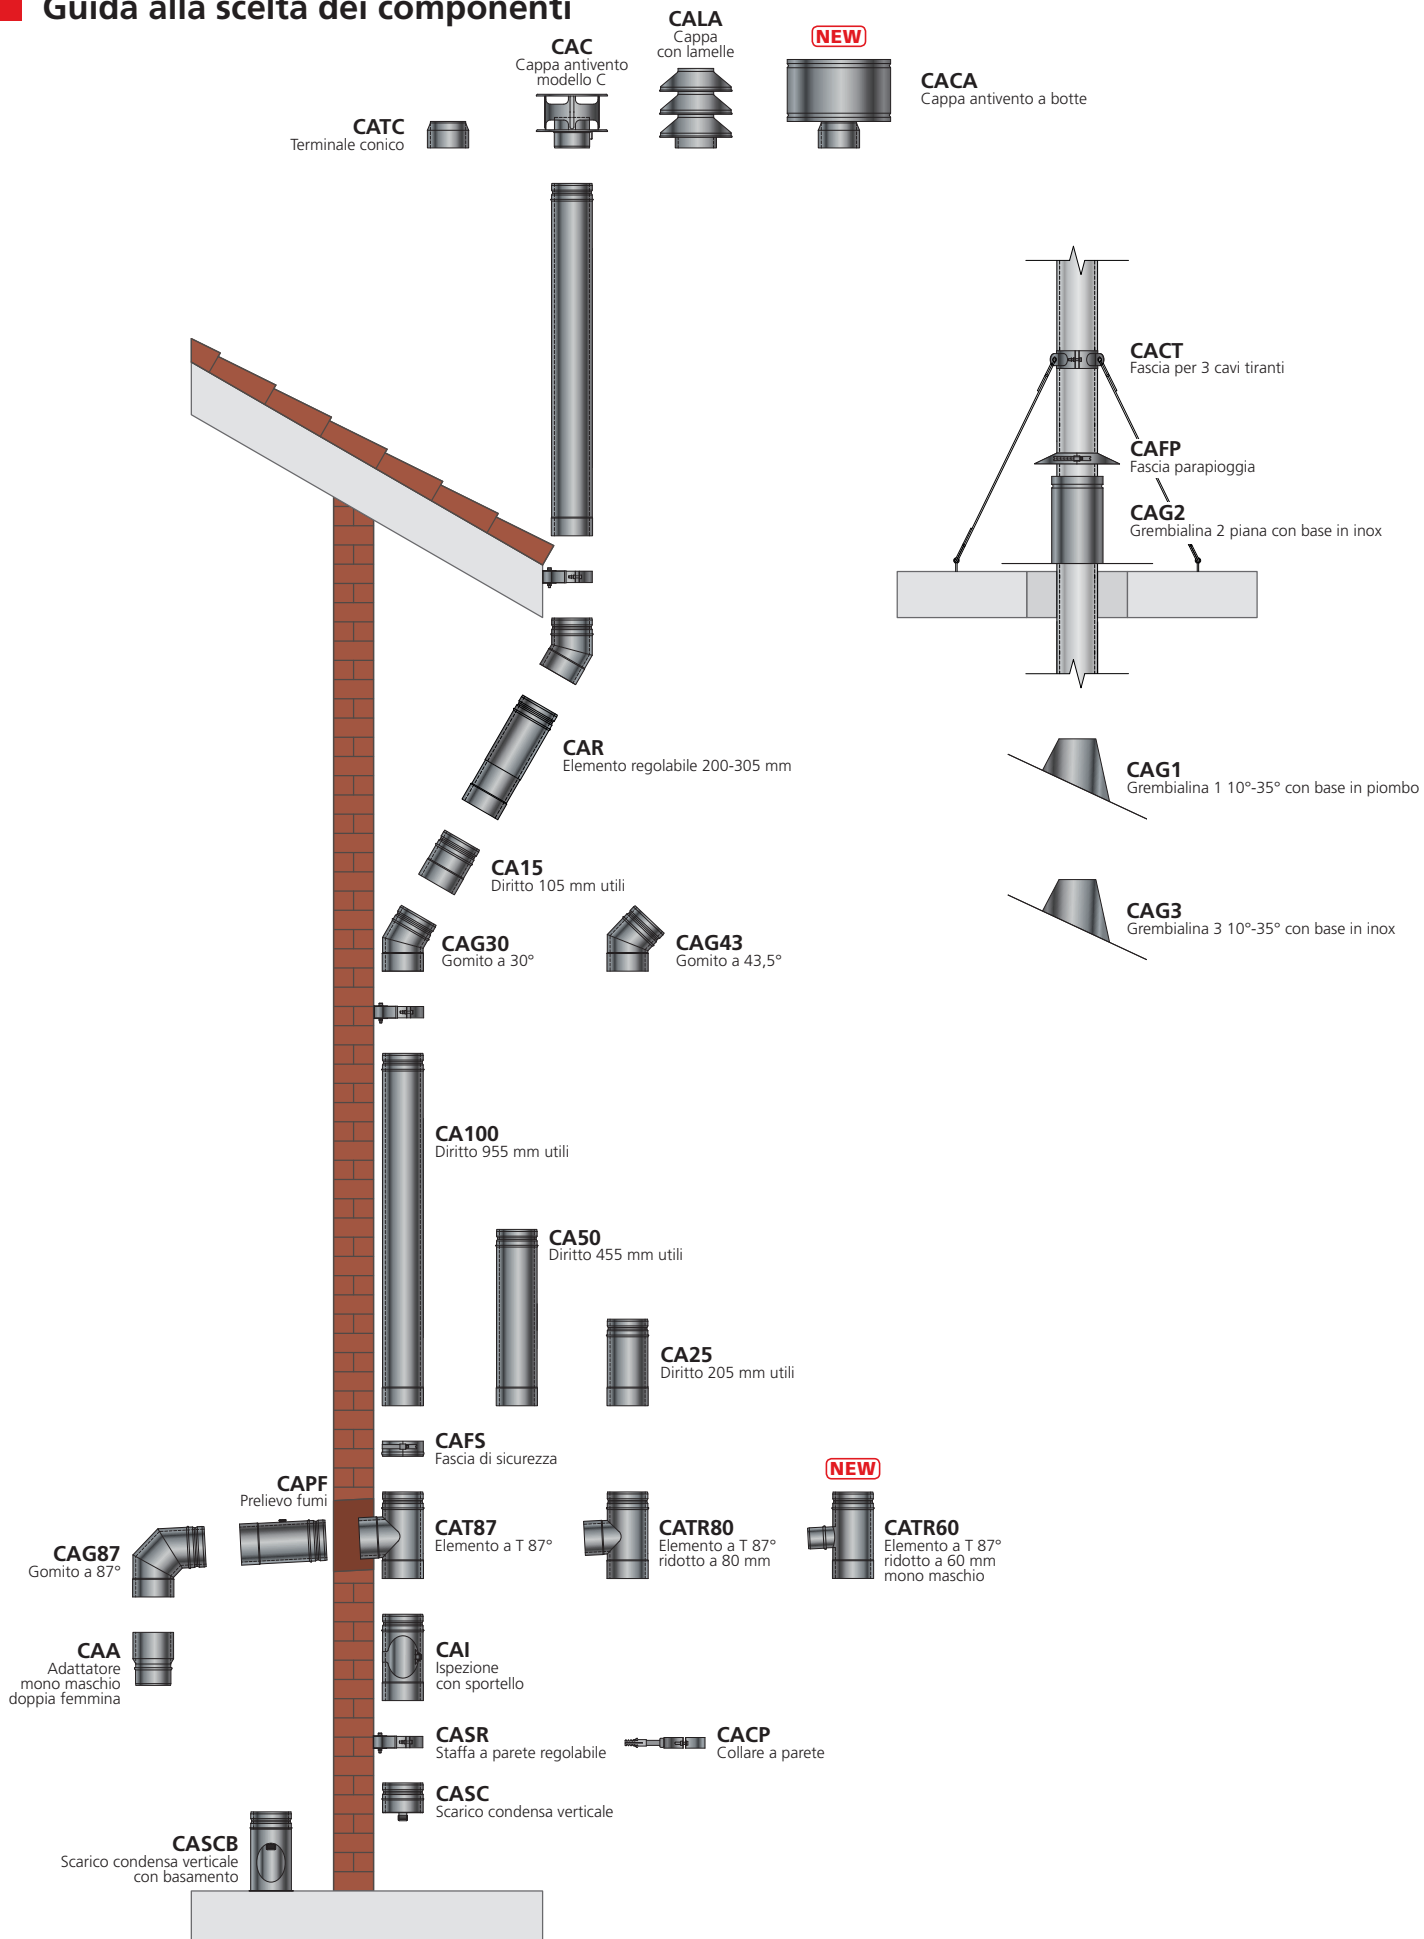 Guida alla scelta dei componenti
CALA
Cappa
con lamelle
NEW
CAC
Cappa antivento
modello C
CACA
Cappa antivento a botte
CATC
Terminale conico
CACT
Fascia per 3 cavi tiranti
CAFP
Fascia parapioggia
CAG2
Grembialina 2 piana con base in inox
CAR
Elemento regolabile 200-305 mm
CAG1
Grembialina 1 10°-35° con base in piombo
CA15
Diritto 105 mm utili
CAG3
Grembialina 3 10°-35° con base in inox
CAG30
Gomito a 30°
CAG43
Gomito a 43,5°
CA100
Diritto 955 mm utili
CA50
Diritto 455 mm utili
CA25
Diritto 205 mm utili
CAFS
Fascia di sicurezza
NEW
CAPF
Prelievo fumi
CAT87
Elemento a T 87°
CATR80
Elemento a T 87°
ridotto a 80 mm
CATR60
Elemento a T 87°
ridotto a 60 mm
mono maschio
CAG87
Gomito a 87°
CAA
Adattatore
mono maschio
doppia femmina
CAI
Ispezione
con sportello
CASR
Staffa a parete regolabile
CACP
Collare a parete
CASC
Scarico condensa verticale
CASCB
Scarico condensa verticale
con basamento